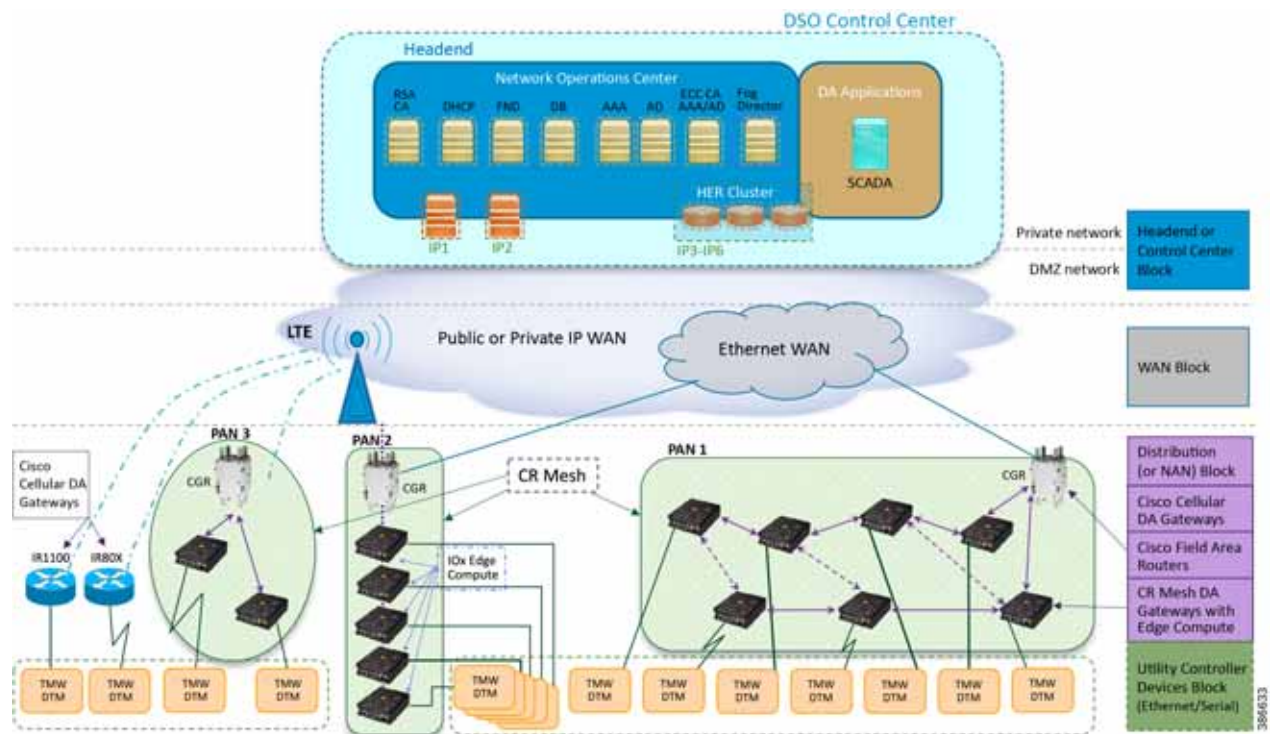 DSO Control Center
Headend
Network Operations Center
DA Applications
RSA
CA
DHCP
FND
DB
AAA
AD
ECC CA
AAA/AD
Fog
Director
SCADA
HER Cluster
IP1
IP2
IP3-IP6
Private network
DMZ network
Headend or
Control Center
Block
LTE
Public or Private IP WAN
Ethernet WAN
WAN Block
PAN 3
PAN 2
PAN 1
Cisco
Cellular DA
Gateways
CGR
CGR
CR Mesh
CGR
IR1100
IR80X
IOx Edge
Compute
Distribution
(or NAN) Block
Cisco Cellular
DA Gateways
Cisco Field Area
Routers
CR Mesh DA
Gateways with
Edge Compute
Utility Controller
Devices Block
(Ethernet/Serial)
TMW
DTM
TMW
DTM
TMW
DTM
TMW
DTM
TMW
DTM
TMW
DTM
TMW
DTM
TMW
DTM
TMW
DTM
TMW
DTM
TMW
DTM
TMW
DTM
386633